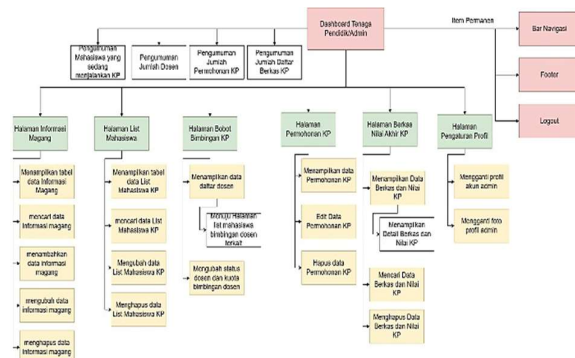 Dashboard Tenaga
Pendidik/Admin
Item Permanen
Bar Navigasi
Footer
Logout
Pengumuman
Mahasiswa yang
sedang
menjalankan KP
Pengumuman
Jumlah Dosen
Pengumuman
Jumlah
Permohonan KP
Pengumuman
Jumlah Daftar
Berkas KP
Halaman Informasi
Magang
Halaman List
Mahasiswa
Halaman Bobot
Bimbingan KP
Halaman
Permohonan KP
Halaman Berkas
Nilai Akhir KP
Halaman
Pengaturan Profil
Menampilkan tabel
data Informasi
Magang
mencari data
Informasi magang
menambahkan data
informasi magang
mengubah data
informasi magang
menghapus data
Informasi magang
Menampilkan tabel
data List
Mahasiswa KP
mencari data List
Mahasiswa KP
Mengubah data
List Mahasiswa KP
Menghapus data
List Mahasiswa KP
Menampilkan data
daftar dosen
Menuju Halaman
list mahasiswa
bimbingan dosen
terkait
Mengubah status
dosen dan kuota
bimbingan dosen
Menampilkan data
Permohonan KP
Edit Data
Permohonan KP
Hapus data
Permohonan KP
Menampilkan Data
Berkas dan Nilai
KP
Menampilkan
Detail Berkas dan
Nilai KP
Mencari Data
Berkas dan Nilai
KP
Menghapus Data
Berkas dan Nilai
KP
Mengganti profil
akun admin
Mengganti foto
profil admin